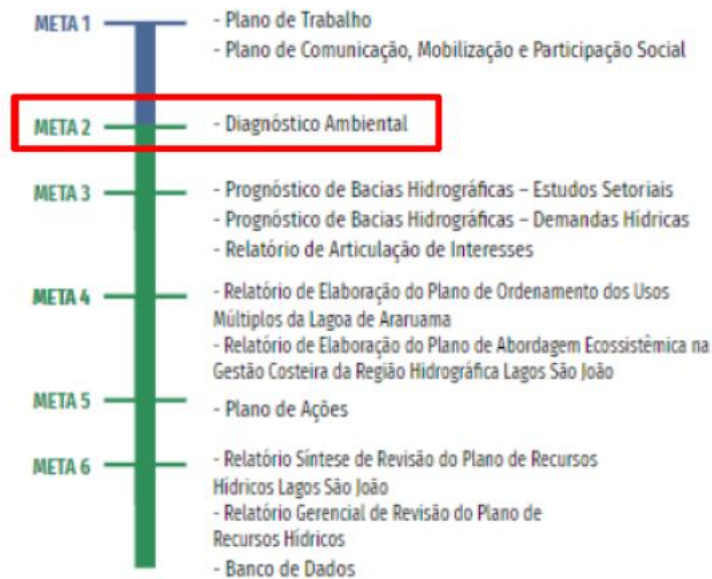 META 1 - Plano de Trabalho
- Plano de Comunicação, Mobilização e Participação Social
META 2 - Diagnóstico Ambiental
META 3 - Prognóstico de Bacias Hidrográficas – Estudos Setoriais
- Prognóstico de Bacias Hidrográficas – Demandas Hídricas
- Relatório de Articulação de Interesses
META 4 - Relatório de Elaboração do Plano de Ordenamento dos Usos
Múltiplos da Lagoa de Araruama
- Relatório de Elaboração do Plano de Abordagem Ecossistêmica na
Gestão Costeira da Região Hidrográfica Lagos São João
META 5 - Plano de Ações
META 6 - Relatório Síntese de Revisão do Plano de Recursos
Hídricos Lagos São João
- Relatório Gerencial de Revisão do Plano de
Recursos Hídricos
- Banco de Dados